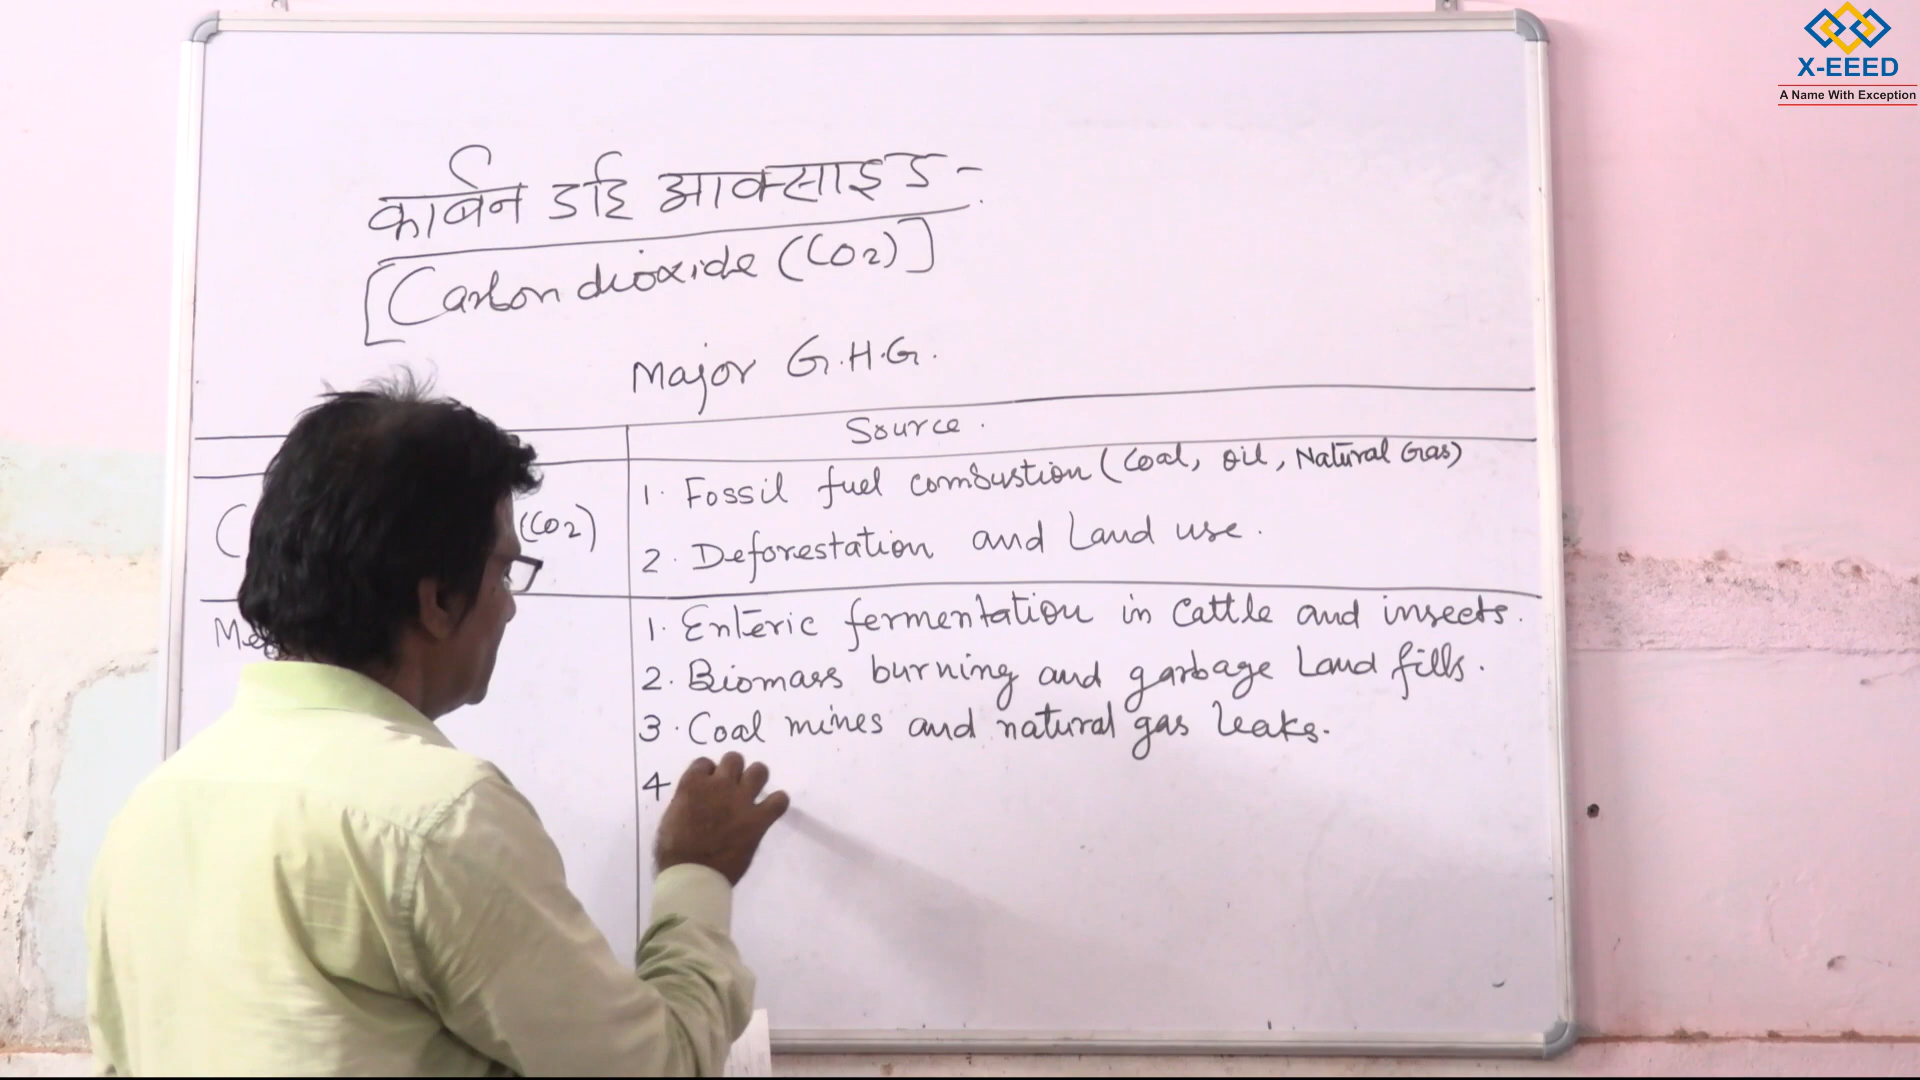 X-EEED
A Name With Exception
कार्बन डाई आक्साइड -
[Carbondioxide (CO2)]
Major G.H.G.
Source.
(CO2)
1. Fossil fuel combustion (Coal, oil, Natural Gas)
2. Deforestation and Land use.
1. Enteric fermentation in Cattle and insects.
2. Biomass burning and garbage Land fills.
3. Coal mines and natural gas leaks.
4